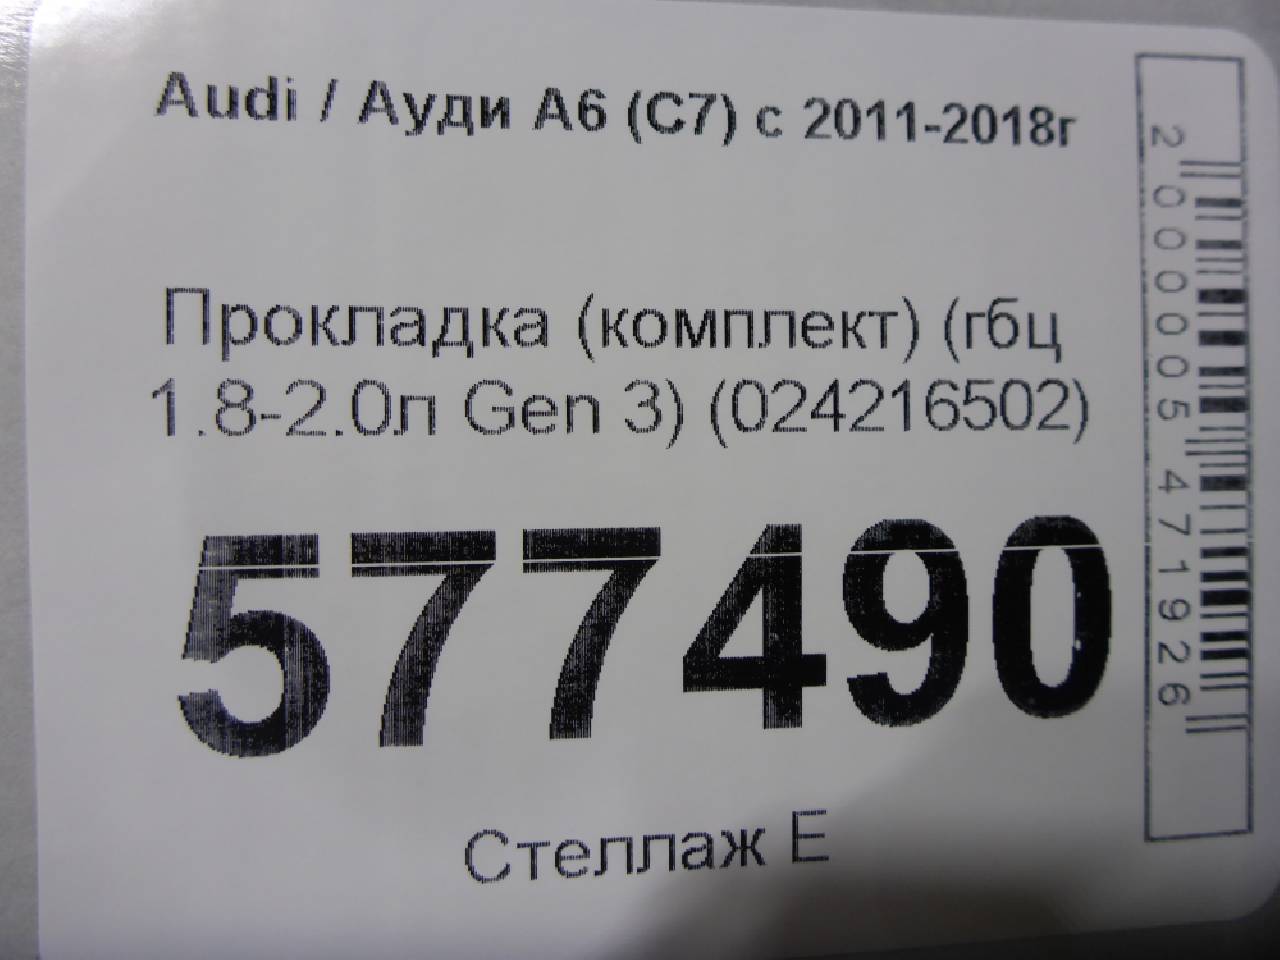 Audi / Ауди A6 (C7) с 2011-2018г
Прокладка (комплект) (гбц
1.8-2.0л Gen 3) (024216502)
577490
Стеллаж Е
2000005471926